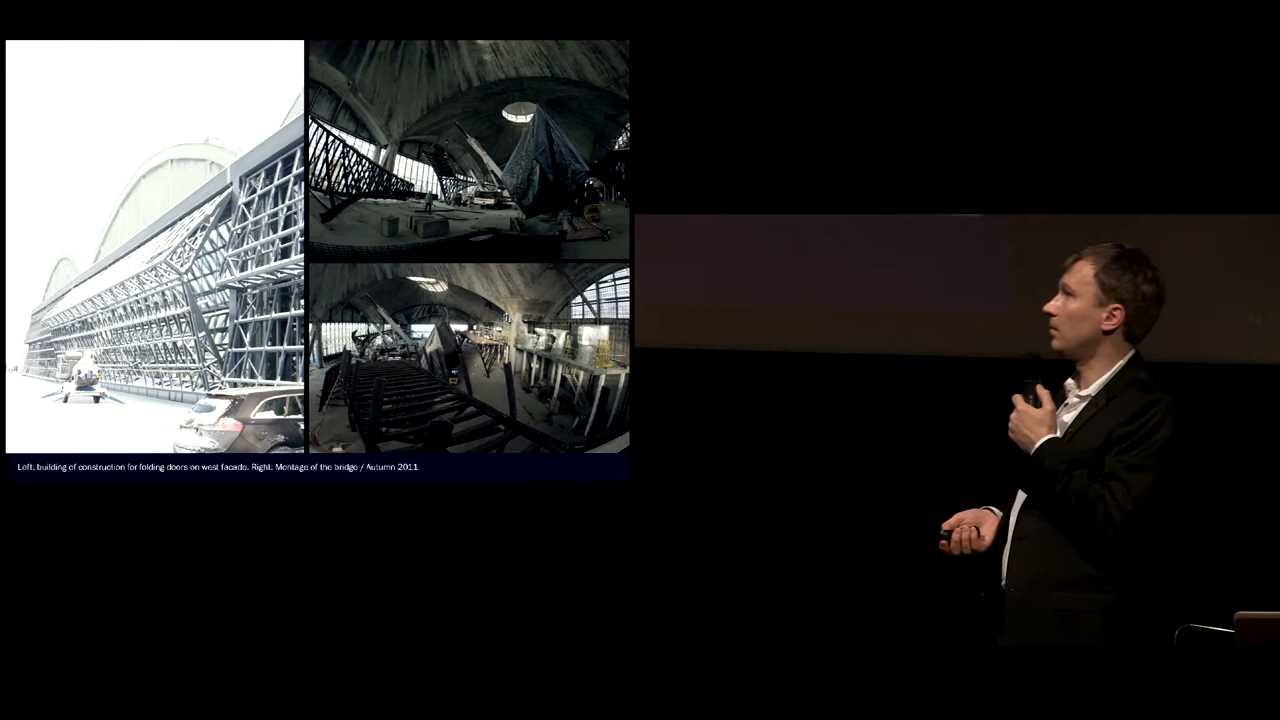 Left: building of construction for folding doors on west facade. Right: Montage of the bridge / Autumn 2011